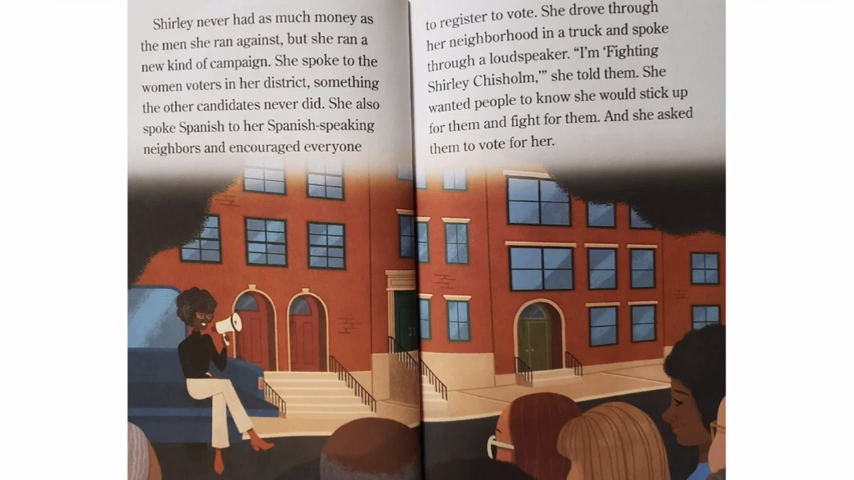 Shirley never had as much money as
the men she ran against, but she ran a
new kind of campaign. She spoke to the
women voters in her district, something
the other candidates never did. She also
spoke Spanish to her Spanish-speaking
neighbors and encouraged everyone
to register to vote. She drove through
her neighborhood in a truck and spoke
through a loudspeaker. “I’m ‘Fighting
Shirley Chisholm,’” she told them. She
wanted people to know she would stick up
for them and fight for them. And she asked
them to vote for her.